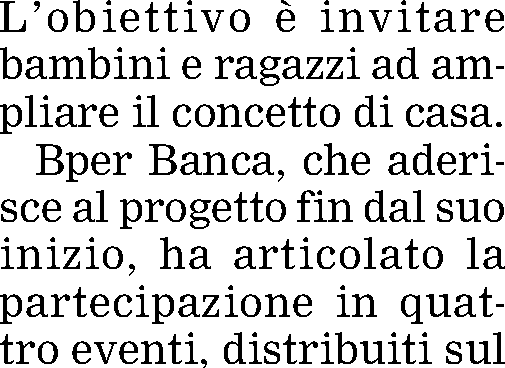 L’obiettivo è invitare
bambini e ragazzi ad am-
pliare il concetto di casa.
Bper Banca, che aderi-
sce al progetto fin dal suo
inizio, ha articolato la
partecipazione in quat-
tro eventi, distribuiti sul